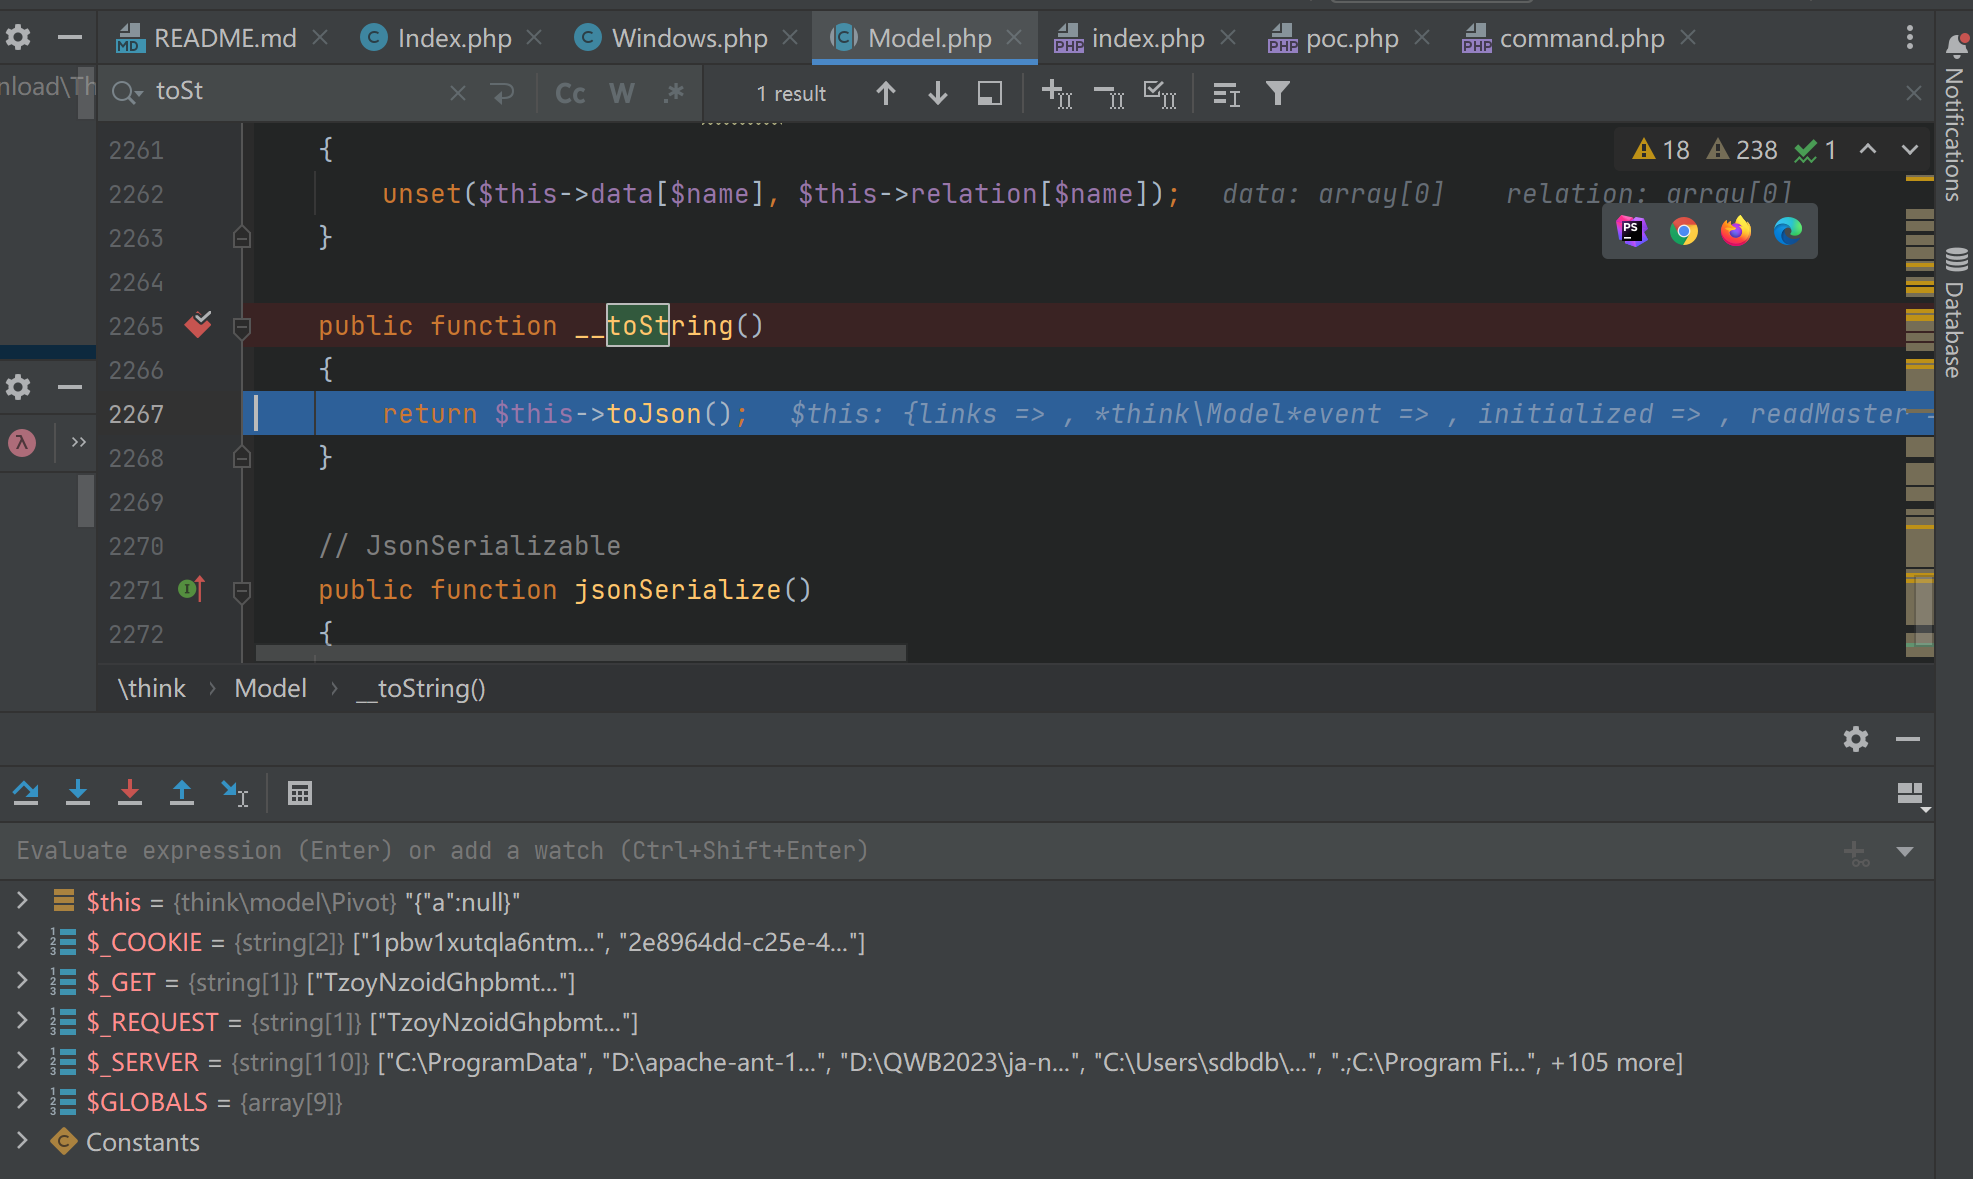 README.md Index.php Windows.php Model.php index.php poc.php command.php
nload\Th toSt Cc W .* 1 result
2261 { 18 238 1
2262 unset($this->data[$name], $this->relation[$name]); data: array[0] relation: array[0]
2263 }
2264
2265 public function __toString()
2266 {
2267 return $this->toJson(); $this: {links => , *think\Model*event => , initialized => , readMaster
2268 }
2269
2270 // JsonSerializable
2271 public function jsonSerialize()
2272 {
\think › Model › __toString()
Evaluate expression (Enter) or add a watch (Ctrl+Shift+Enter)
$this = {think\model\Pivot} "{"a":null}"
$_COOKIE = {string[2]} ["1pbw1xutqla6ntm...", "2e8964dd-c25e-4..."]
$_GET = {string[1]} ["TzoyNzoidGhpbmt..."]
$_REQUEST = {string[1]} ["TzoyNzoidGhpbmt..."]
$_SERVER = {string[110]} ["C:\ProgramData", "D:\apache-ant-1...", "D:\QWB2023\ja-n...", "C:\Users\sdbdb\...", ".;C:\Program Fi...", +105 more]
$GLOBALS = {array[9]}
Constants
Notifications
Database